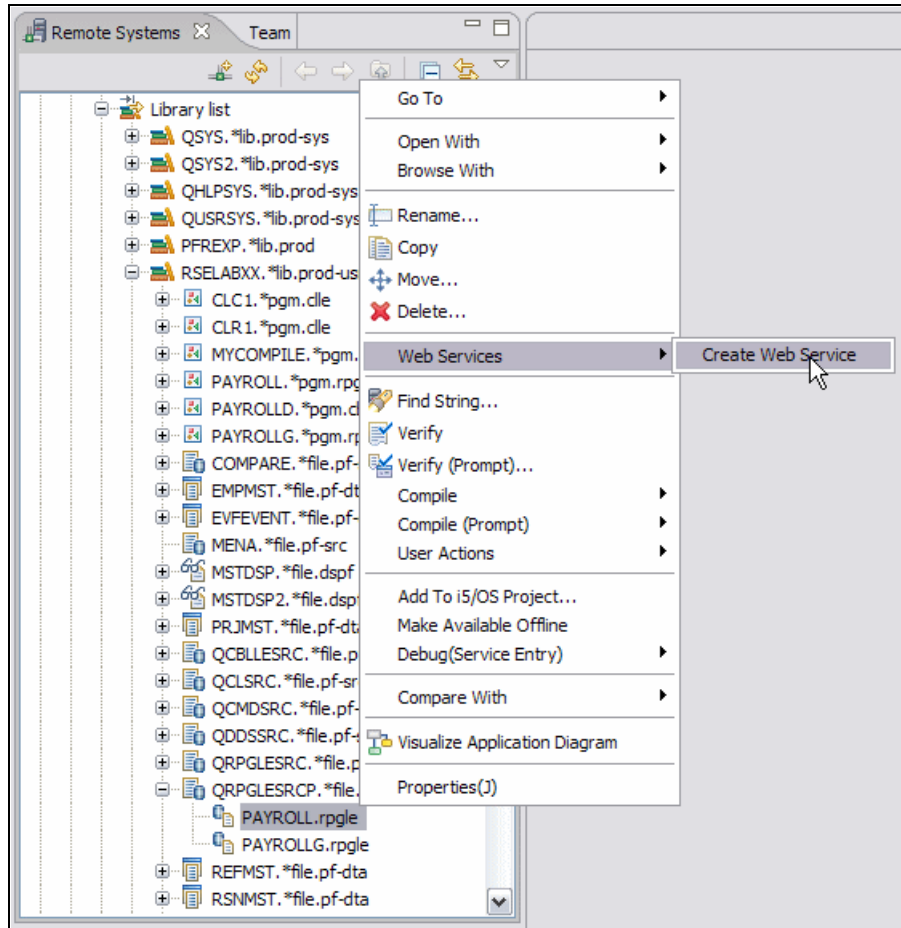 Remote Systems
Team
Library list
QSYS.*lib.prod-sys
QSYS2.*lib.prod-sys
QHLPSYS.*lib.prod-sys
QUSRSYS.*lib.prod-sys
PFREXP.*lib.prod
RSELABXX.*lib.prod-us
CLC1.*pgm.clle
CLR1.*pgm.clle
MYCOMPILE.*pgm.
PAYROLL.*pgm.rpg
PAYROLLD.*pgm.cl
PAYROLLG.*pgm.rp
COMPARE.*file.pf-
EMPMST.*file.pf-dt
EVFEVENT.*file.pf-
MENA.*file.pf-src
MSTDSP.*file.dspf
MSTDSP2.*file.dspf
PRJMST.*file.pf-dta
QCBLLESRC.*file.p
QCLSRC.*file.pf-sr
QCMDSRC.*file.pf-
QDDSSRC.*file.pf-s
QRPGLESRC.*file.p
QRPGLESRCP.*file.
PAYROLL.rpgle
PAYROLLG.rpgle
REFMST.*file.pf-dta
RSNMST.*file.pf-dta
Go To
Open With
Browse With
Rename...
Copy
Move...
Delete...
Web Services
Create Web Service
Find String...
Verify
Verify (Prompt)...
Compile
Compile (Prompt)
User Actions
Add To i5/OS Project...
Make Available Offline
Debug(Service Entry)
Compare With
Visualize Application Diagram
Properties(J)